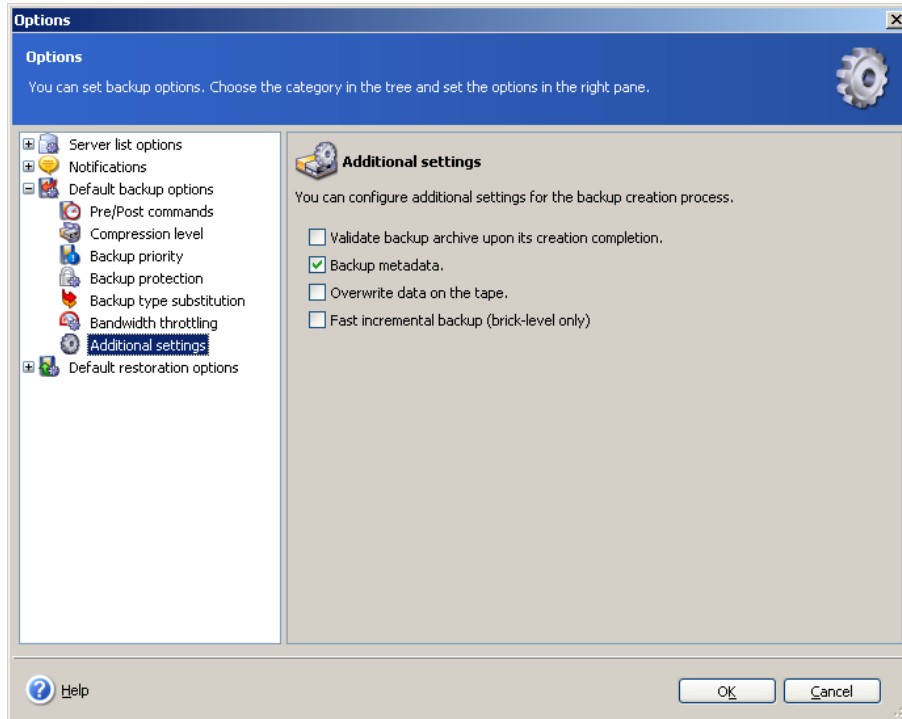 Options
Options
You can set backup options. Choose the category in the tree and set the options in the right pane.
Server list options
Notifications
Default backup options
Pre/Post commands
Compression level
Backup priority
Backup protection
Backup type substitution
Bandwidth throttling
Additional settings
Default restoration options
Additional settings
You can configure additional settings for the backup creation process.
Validate backup archive upon its creation completion.
Backup metadata.
Overwrite data on the tape.
Fast incremental backup (brick-level only)
Help
OK
Cancel